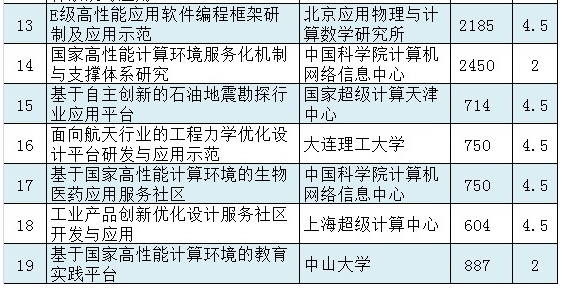 13 E级高性能应用软件编程框架研 北京应用物理与计 2185 4.5
制及应用示范 算数学研究所
14 国家高性能计算环境服务化机制 中国科学院计算机 2450 2
与支撑体系研究 网络信息中心
15 基于自主创新的石油地震勘探行 国家超级计算天津 714 4.5
业应用平台 中心
16 面向航天行业的工程力学优化设 大连理工大学 750 4.5
计平台研发与应用示范
17 基于国家高性能计算环境的生物 中国科学院计算机 750 4.5
医药应用服务社区 网络信息中心
18 工业产品创新优化设计服务社区 上海超级计算中心 604 4.5
开发与应用
19 基于国家高性能计算环境的教育 中山大学 887 2
实践平台